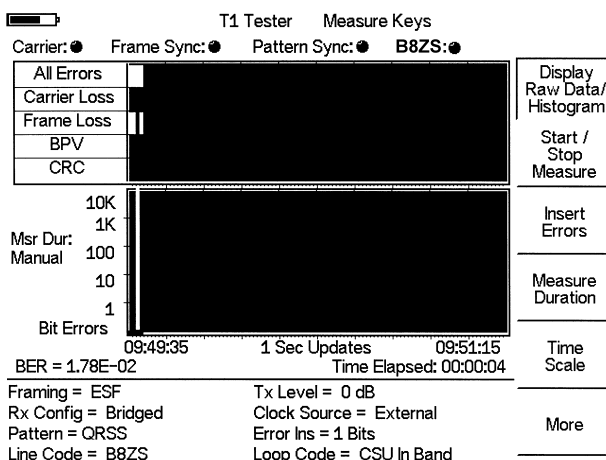 T1 Tester Measure Keys
Carrier: Frame Sync: Pattern Sync: B8ZS:
All Errors
Carrier Loss
Frame Loss
BPV
CRC
10K
1K
Msr Dur:
Manual
100
10
1
Bit Errors
09:49:35 1 Sec Updates 09:51:15
BER = 1.78E-02 Time Elapsed: 00:00:04
Framing = ESF Tx Level = 0 dB
Rx Config = Bridged Clock Source = External
Pattern = QRSS Error Ins = 1 Bits
Line Code = B8ZS Loop Code = CSU In Band
Display
Raw Data/
Histogram
Start /
Stop
Measure
Insert
Errors
Measure
Duration
Time
Scale
More